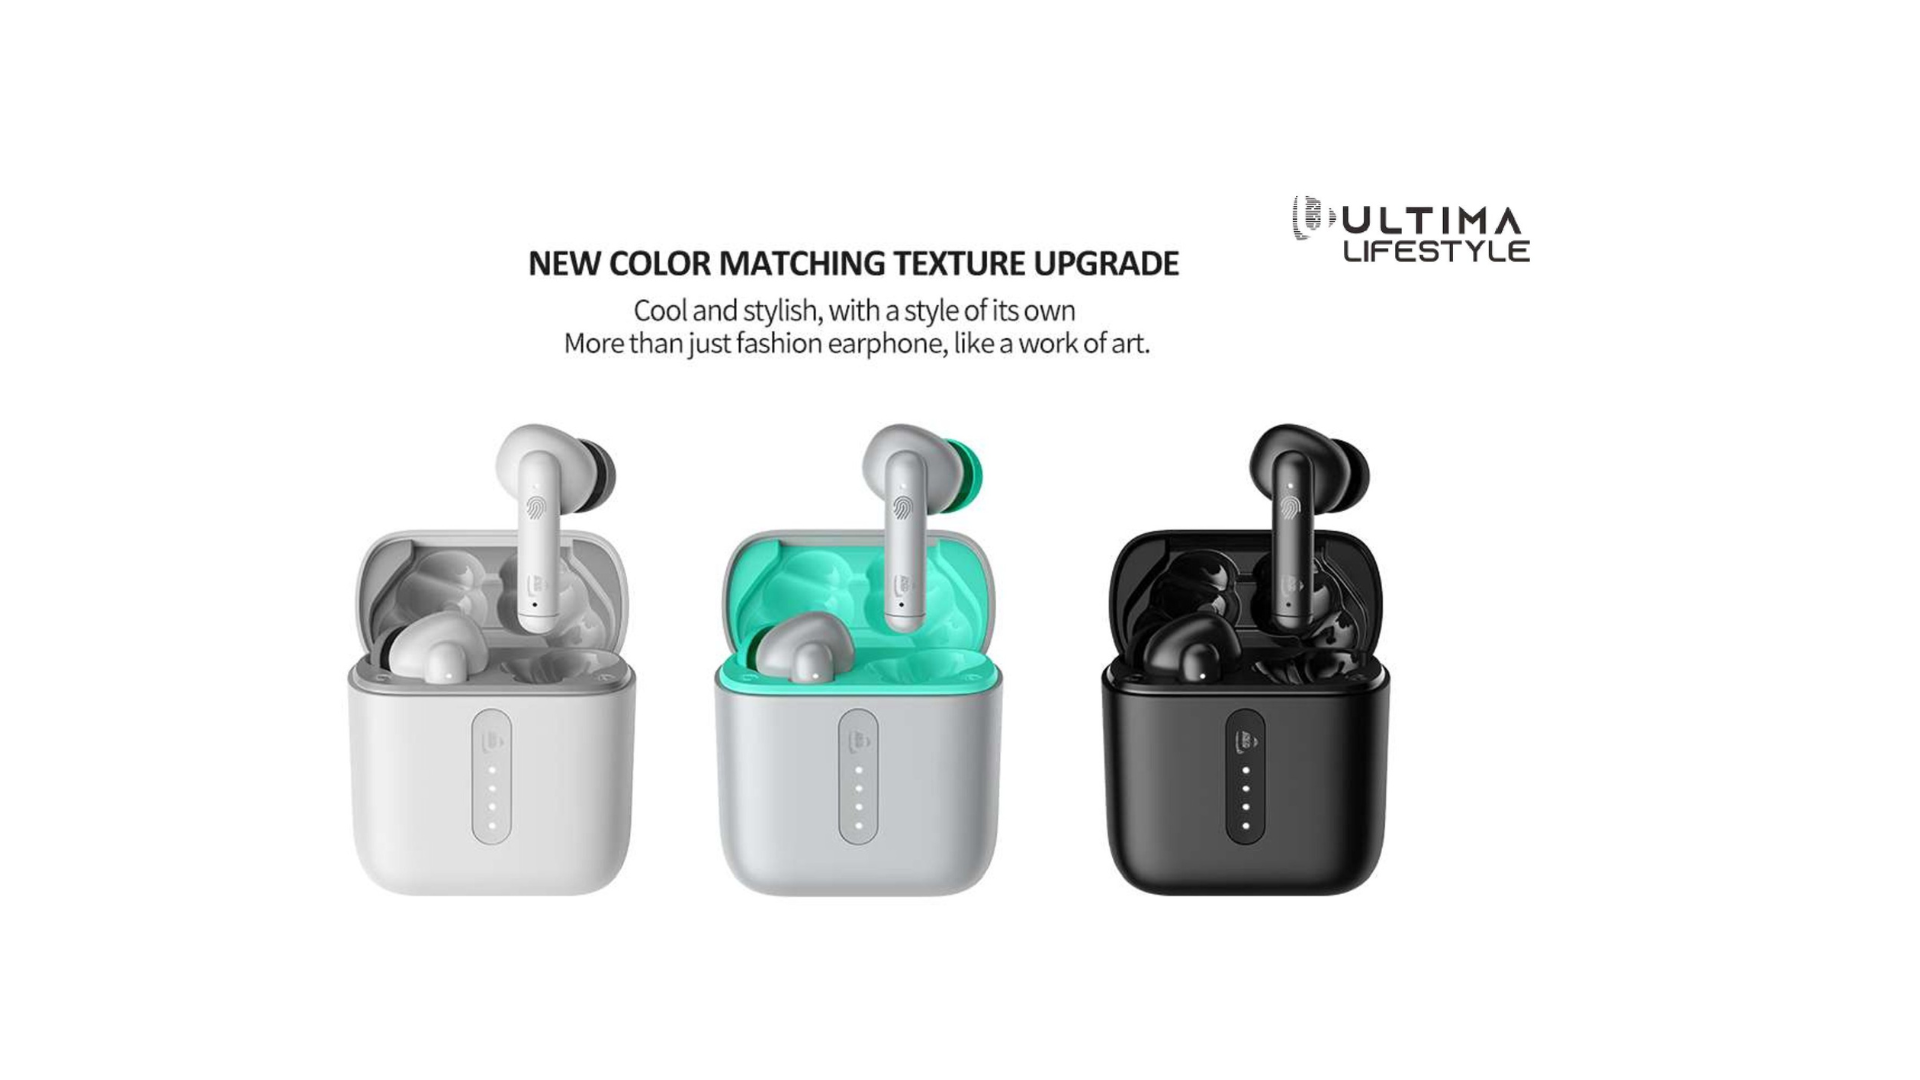 ULTIMA
LIFESTYLE
NEW COLOR MATCHING TEXTURE UPGRADE
Cool and stylish, with a style of its own
More than just fashion earphone, like a work of art.